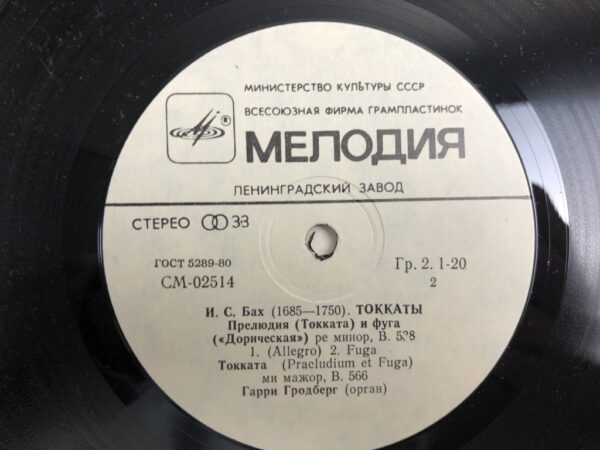 МИНИСТЕРСТВО КУЛЬТУРЫ СССР
ВСЕСОЮЗНАЯ ФИРМА ГРАМПЛАСТИНОК
®
МЕЛОДИЯ
ЛЕНИНГРАДСКИЙ ЗАВОД
СТЕРЕО 33
ГОСТ 5289-80
Гр. 2. 1-20
СМ-02514
2
И. С. Бах (1685—1750). ТОККАТЫ
Прелюдия (Токката) и фуга
(«Дорическая») ре минор, В. 538
1. (Allegro) 2. Fuga
Токката (Praeludium et Fuga)
ми мажор, В. 566
Гарри Гродберг (орган)